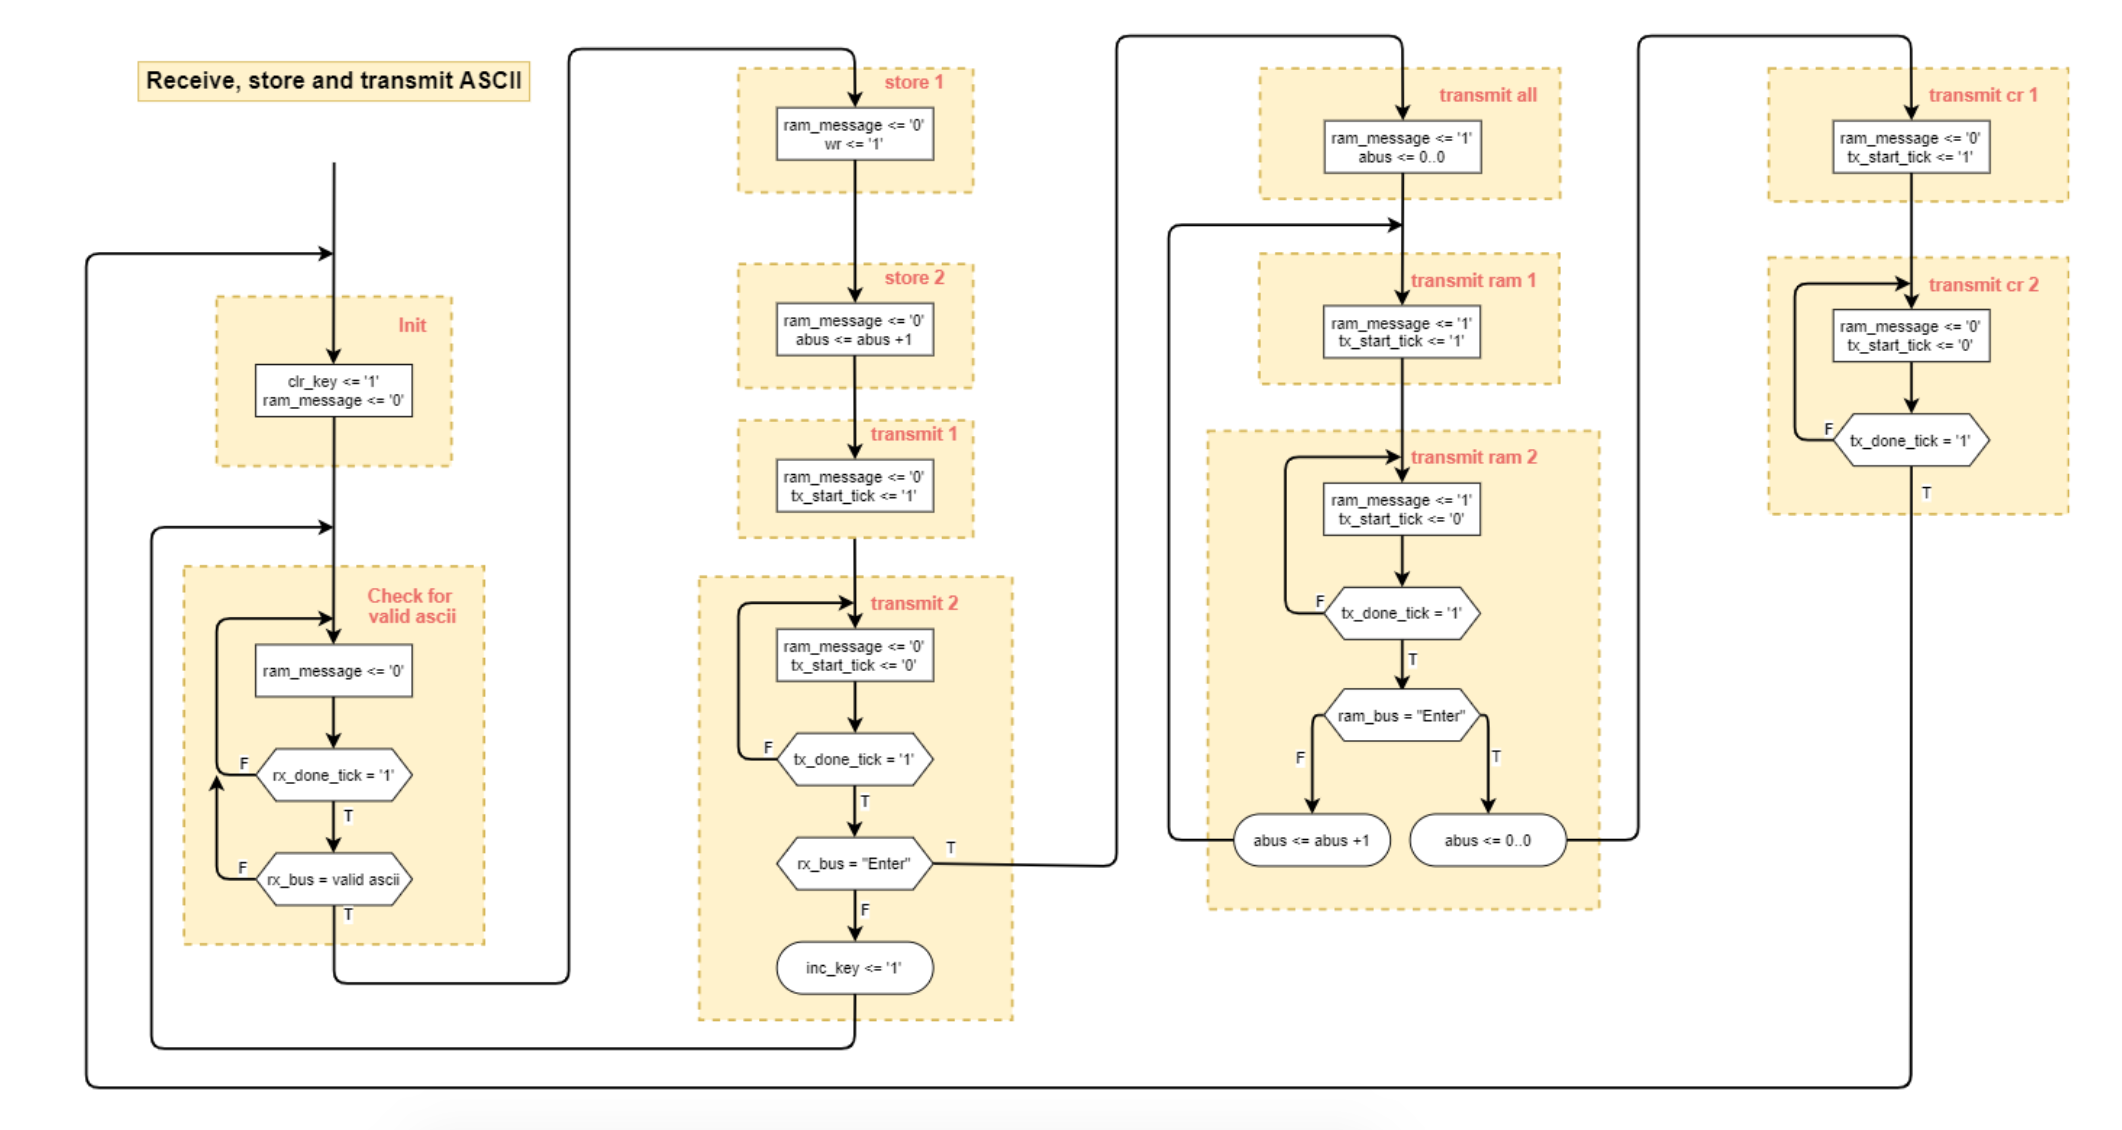 Receive, store and transmit ASCII
Init
clr_key <= '1'
ram_message <= '0'
Check for
valid ascii
ram_message <= '0'
F
rx_done_tick = '1'
T
F
rx_bus = valid ascii
T
store 1
ram_message <= '0'
wr <= '1'
store 2
ram_message <= '0'
abus <= abus +1
transmit 1
ram_message <= '0'
tx_start_tick <= '1'
transmit 2
ram_message <= '0'
tx_start_tick <= '0'
F
tx_done_tick = '1'
T
rx_bus = "Enter"
T
F
inc_key <= '1'
transmit all
ram_message <= '1'
abus <= 0..0
transmit ram 1
ram_message <= '1'
tx_start_tick <= '1'
transmit ram 2
ram_message <= '1'
tx_start_tick <= '0'
F
tx_done_tick = '1'
T
ram_bus = "Enter"
F
T
abus <= abus +1
abus <= 0..0
transmit cr 1
ram_message <= '0'
tx_start_tick <= '1'
transmit cr 2
ram_message <= '0'
tx_start_tick <= '0'
F
tx_done_tick = '1'
T